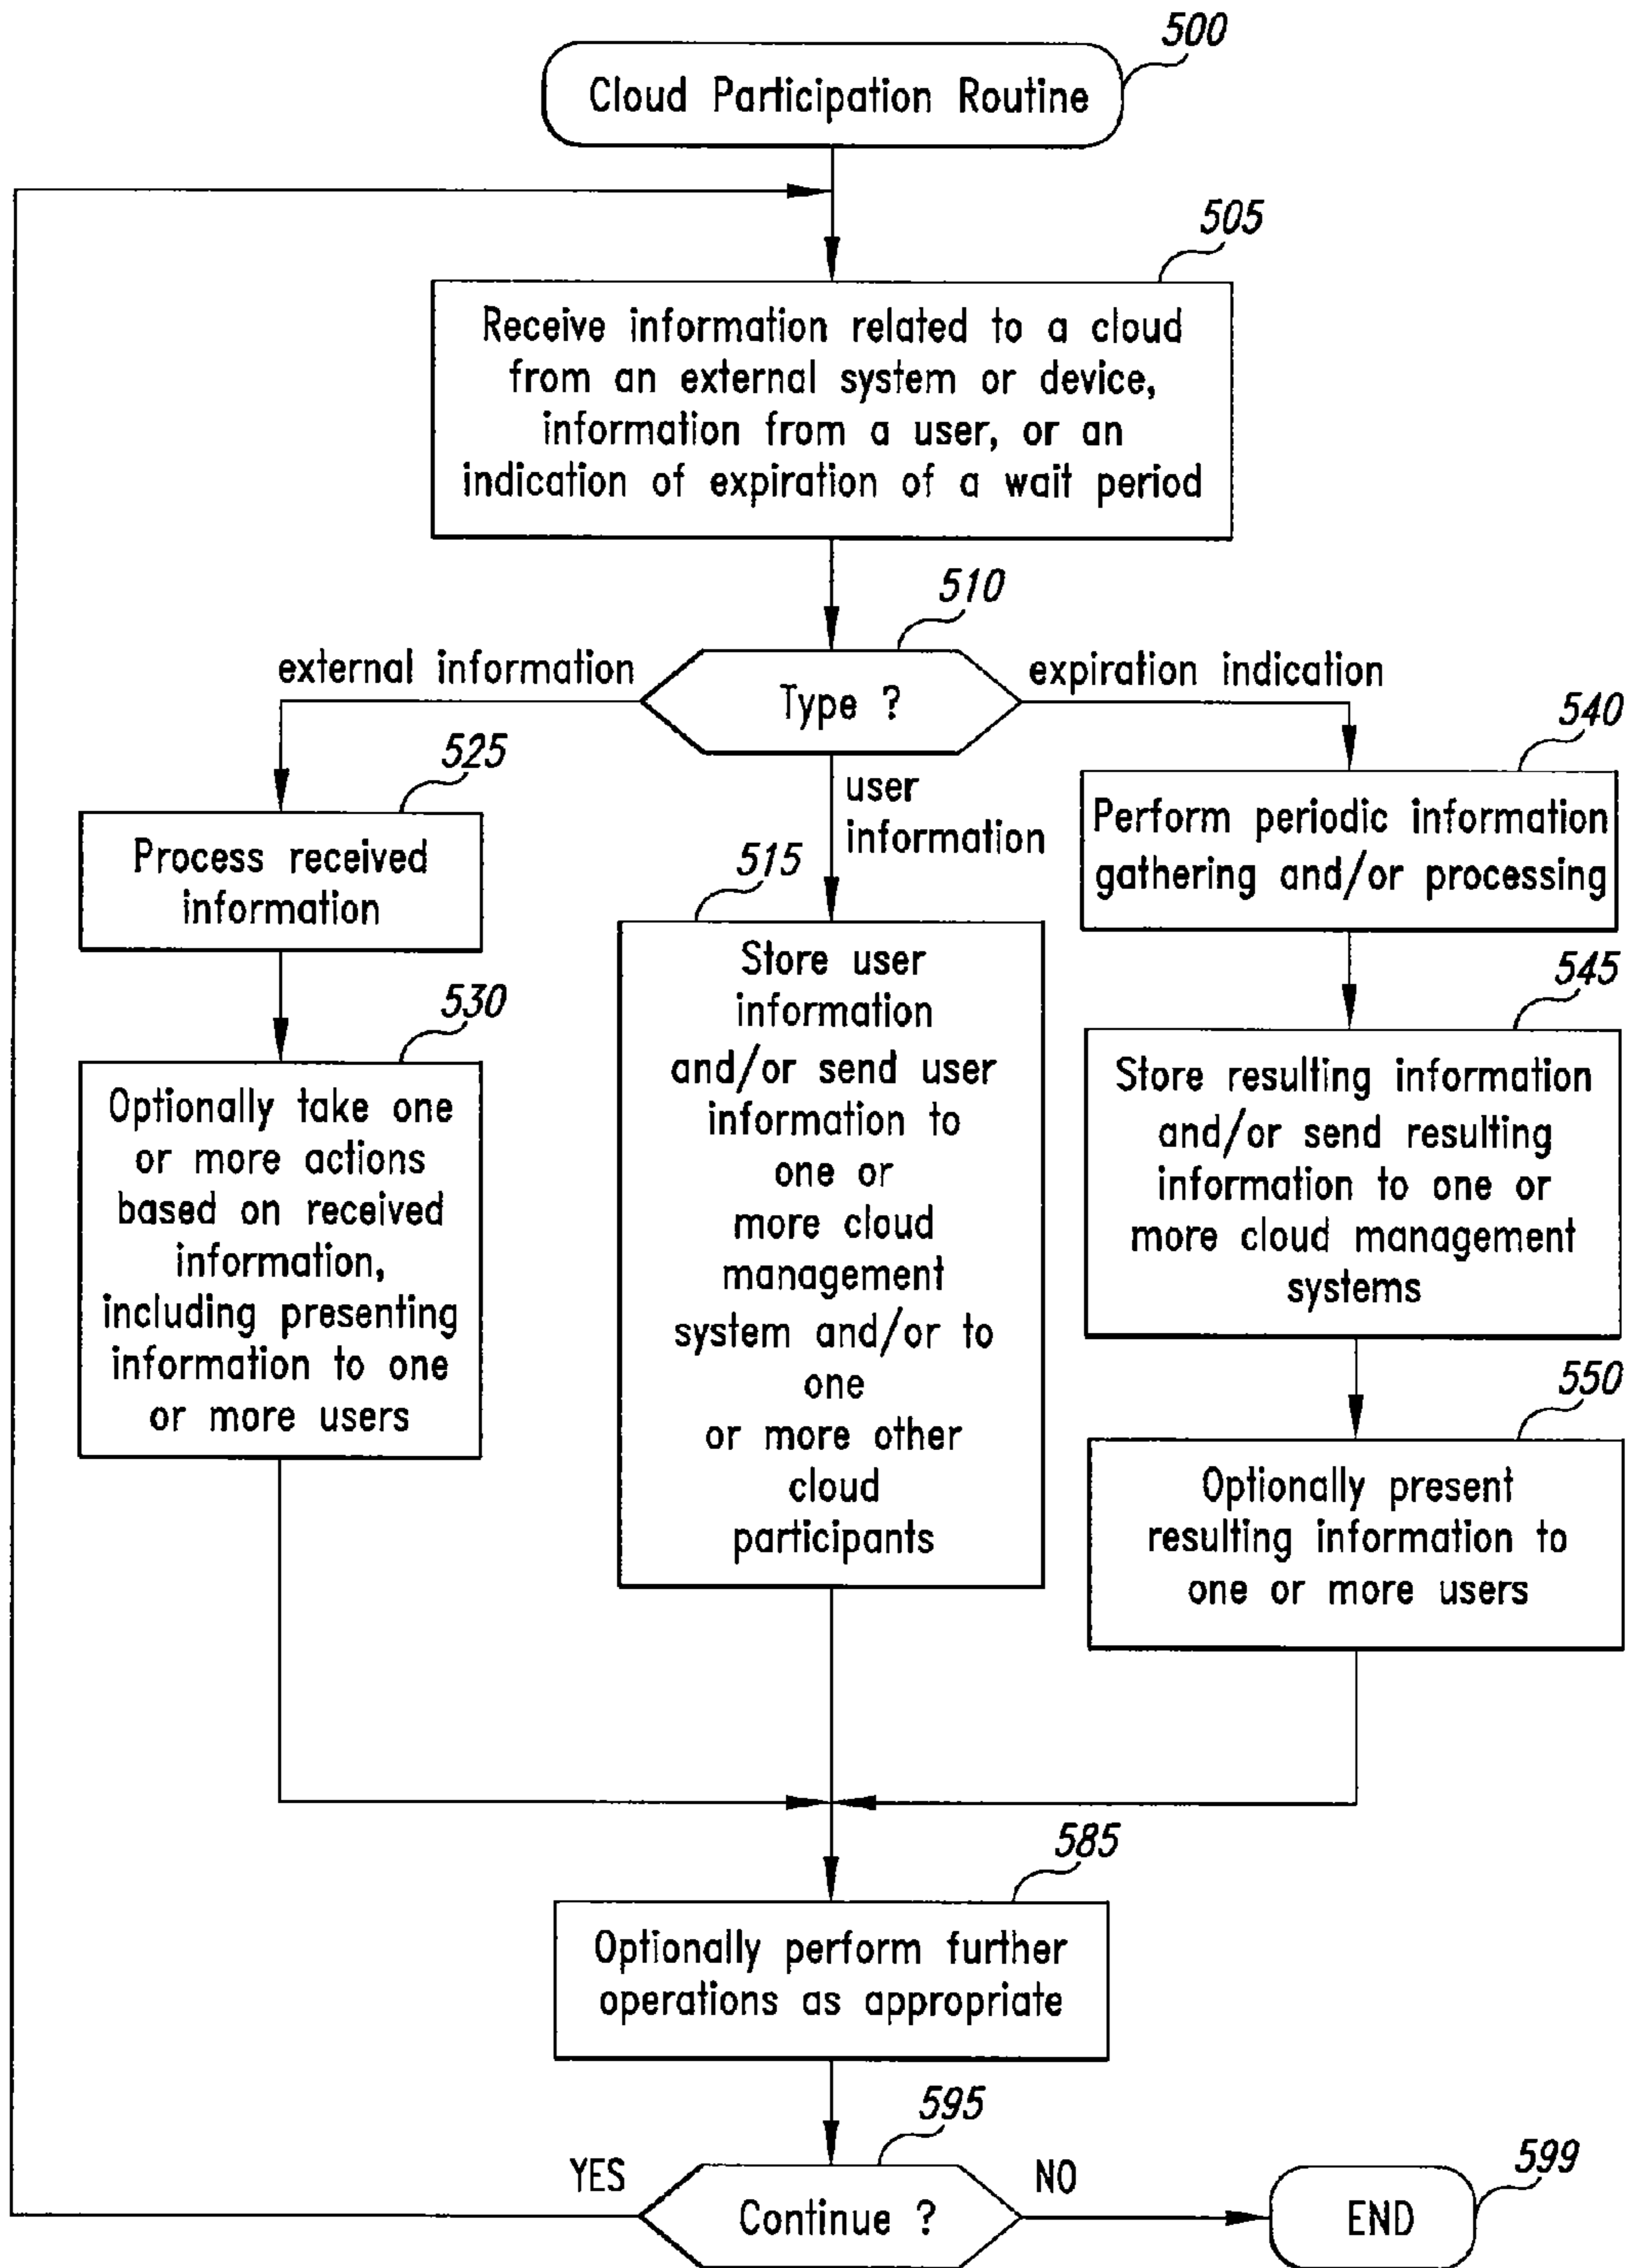 500
Cloud Participation Routine
505
Receive information related to a cloud
from an external system or device,
information from a user, or an
indication of expiration of a wait period
510
external information
Type ?
expiration indication
525
Process received
information
530
Optionally take one
or more actions
based on received
information,
including presenting
information to one
or more users
user
information
515
Store user
information
and/or send user
information to
one or
more cloud
management
system and/or to
one
or more other
cloud
participants
540
Perform periodic information
gathering and/or processing
545
Store resulting information
and/or send resulting
information to one or
more cloud management
systems
550
Optionally present
resulting information to
one or more users
585
Optionally perform further
operations as appropriate
595
YES
Continue ?
NO
599
END